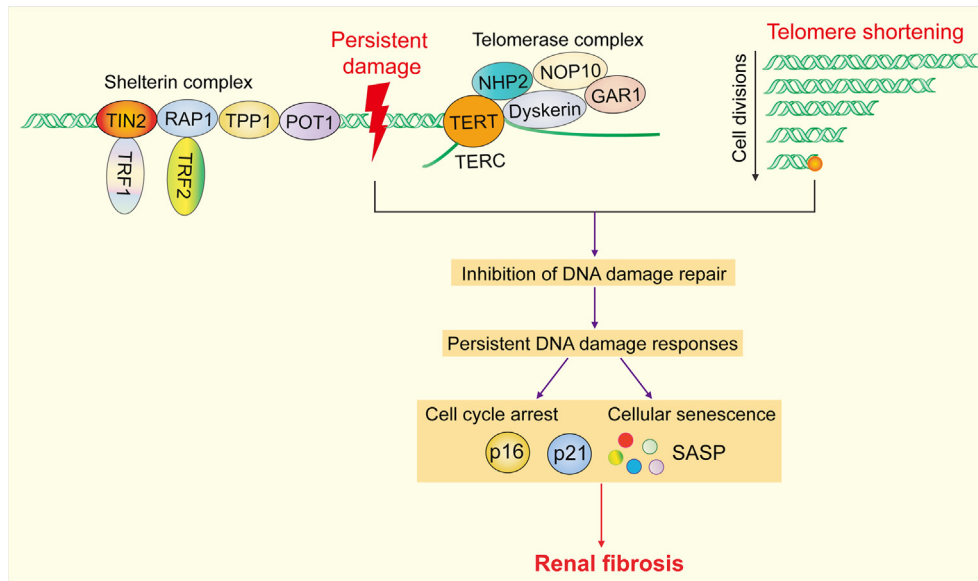 Shelterin complex
TIN2
RAP1
TPP1
POT1
TRF1
TRF2
Persistent
damage
Telomerase complex
NHP2
NOP10
GAR1
TERT
Dyskerin
TERC
Telomere shortening
Cell divisions
Inhibition of DNA damage repair
Persistent DNA damage responses
Cell cycle arrest
Cellular senescence
p16
p21
SASP
Renal fibrosis